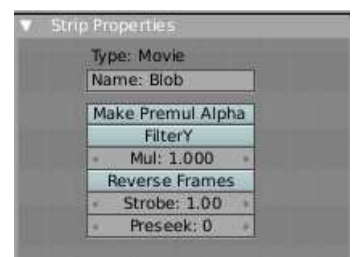 Strip Properties
Type: Movie
Name: Blob
Make Premul Alpha
FilterY
Mul: 1.000
Reverse Frames
Strobe: 1.00
Preseek: 0